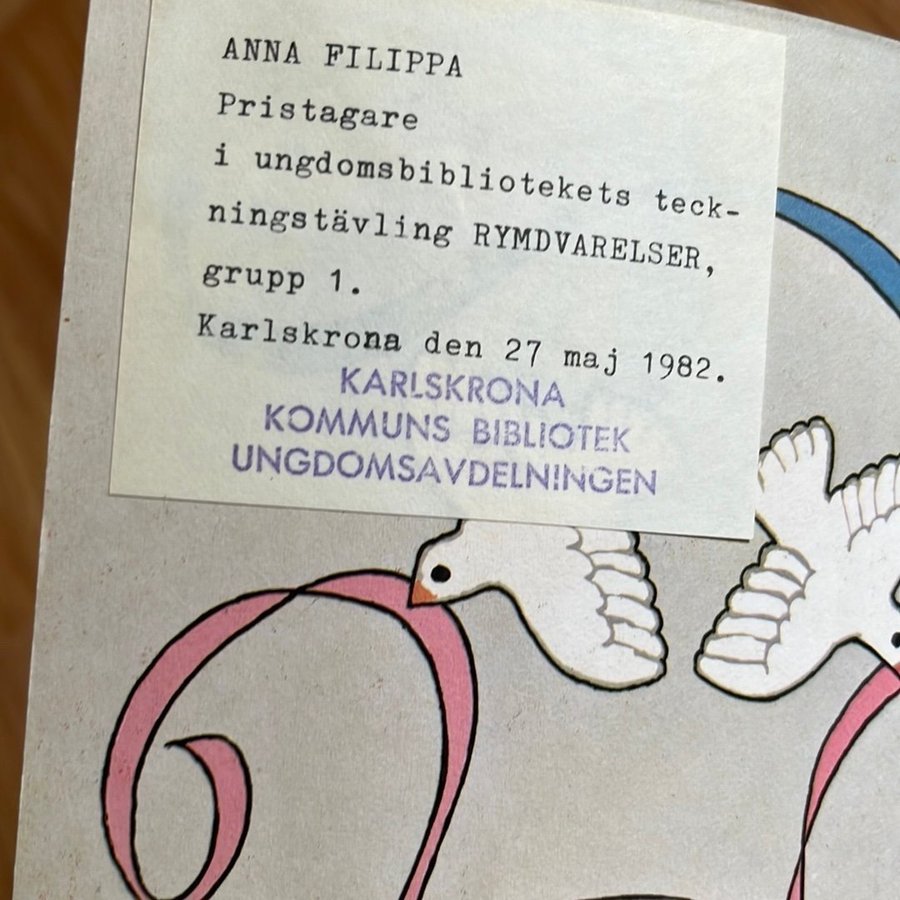 ANNA FILIPPA
Pristagare
i ungdomsbibliotekets teck-
ningstävling RYMDVARELSER,
grupp 1.
Karlskrona den 27 maj 1982.
KARLSKRONA
KOMMUNS BIBLIOTEK
UNGDOMSAVDELNINGEN